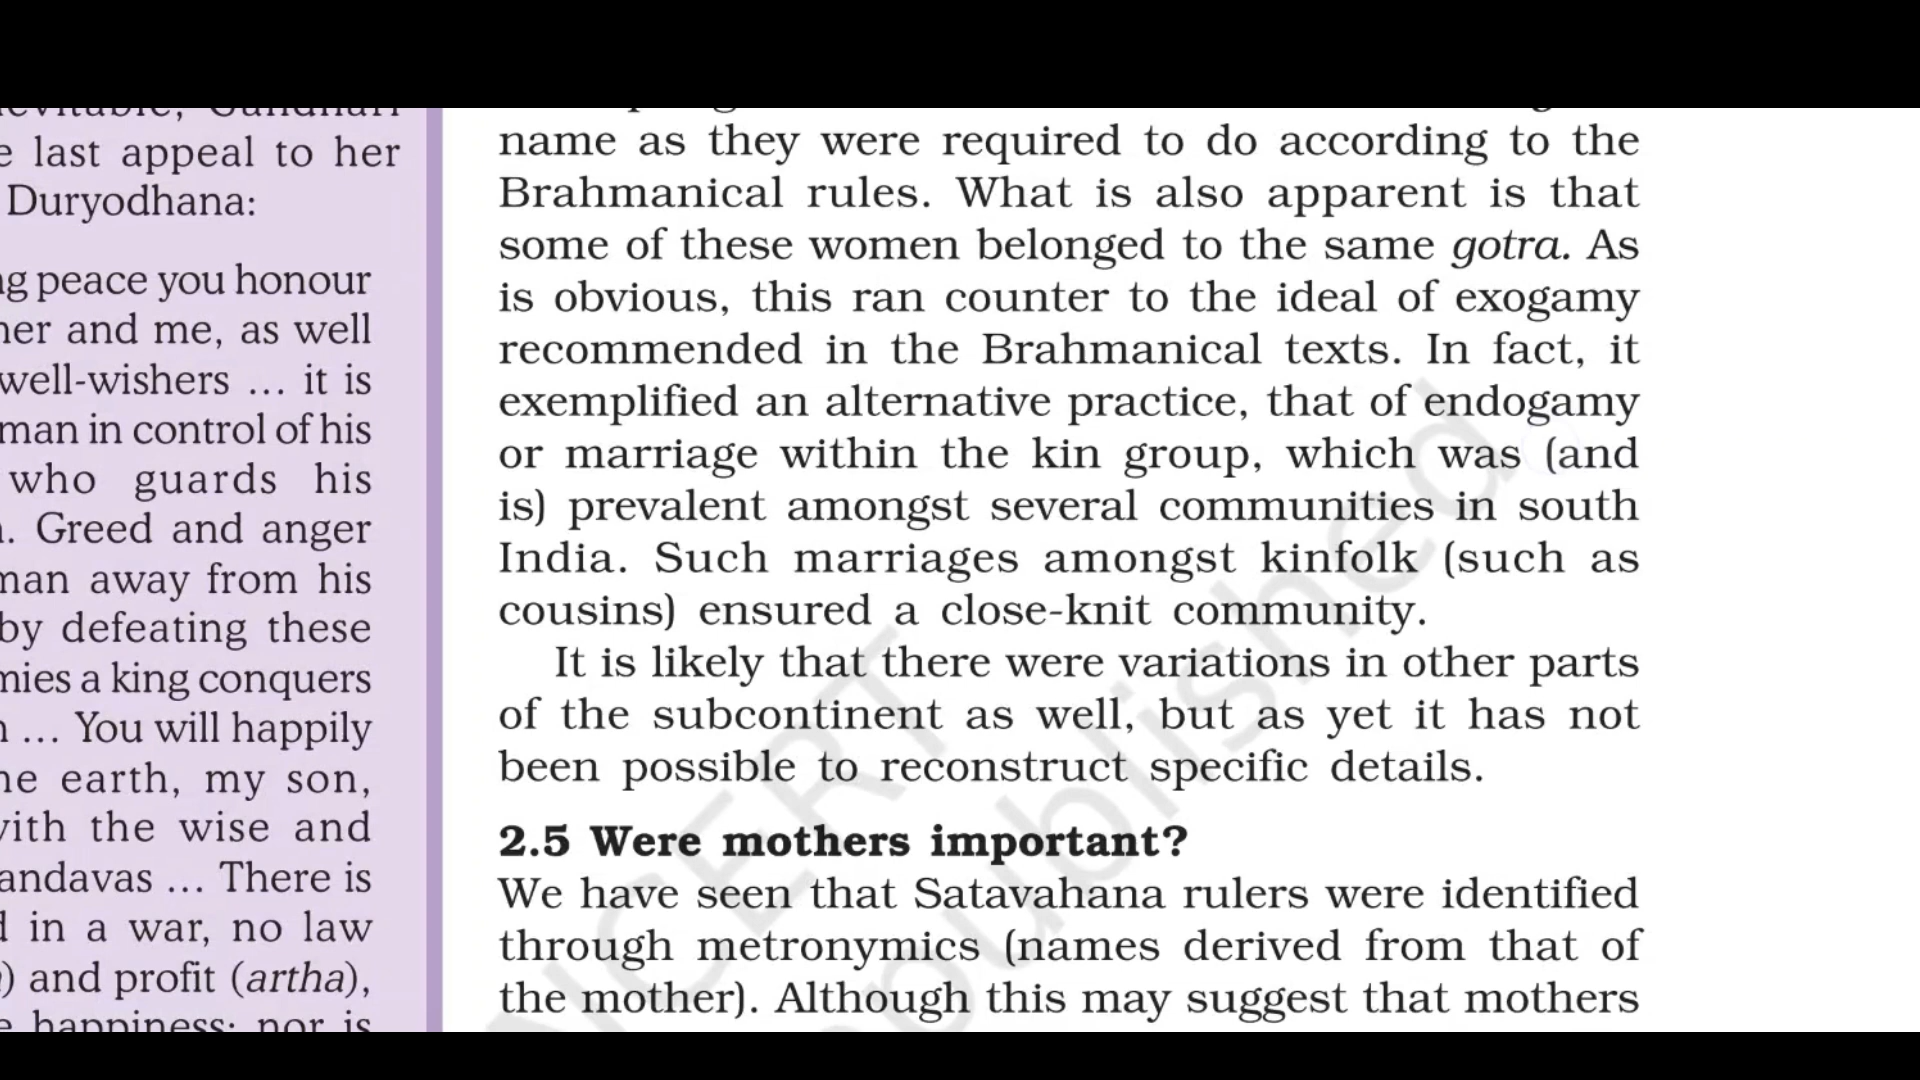 last appeal to her
Duryodhana:
peace you honour
and me, as well
well-wishers ... it is
man in control of his
who guards his
. Greed and anger
man away from his
by defeating these
a king conquers
... You will happily
earth, my son,
the wise and
... There is
in a war, no law
) and profit (artha),
name as they were required to do according to the
Brahmanical rules. What is also apparent is that
some of these women belonged to the same gotra. As
is obvious, this ran counter to the ideal of exogamy
recommended in the Brahmanical texts. In fact, it
exemplified an alternative practice, that of endogamy
or marriage within the kin group, which was (and
is) prevalent amongst several communities in south
India. Such marriages amongst kinfolk (such as
cousins) ensured a close-knit community.
It is likely that there were variations in other parts
of the subcontinent as well, but as yet it has not
been possible to reconstruct specific details.
2.5 Were mothers important?
We have seen that Satavahana rulers were identified
through metronymics (names derived from that of
the mother). Although this may suggest that mothers
NCERT
published